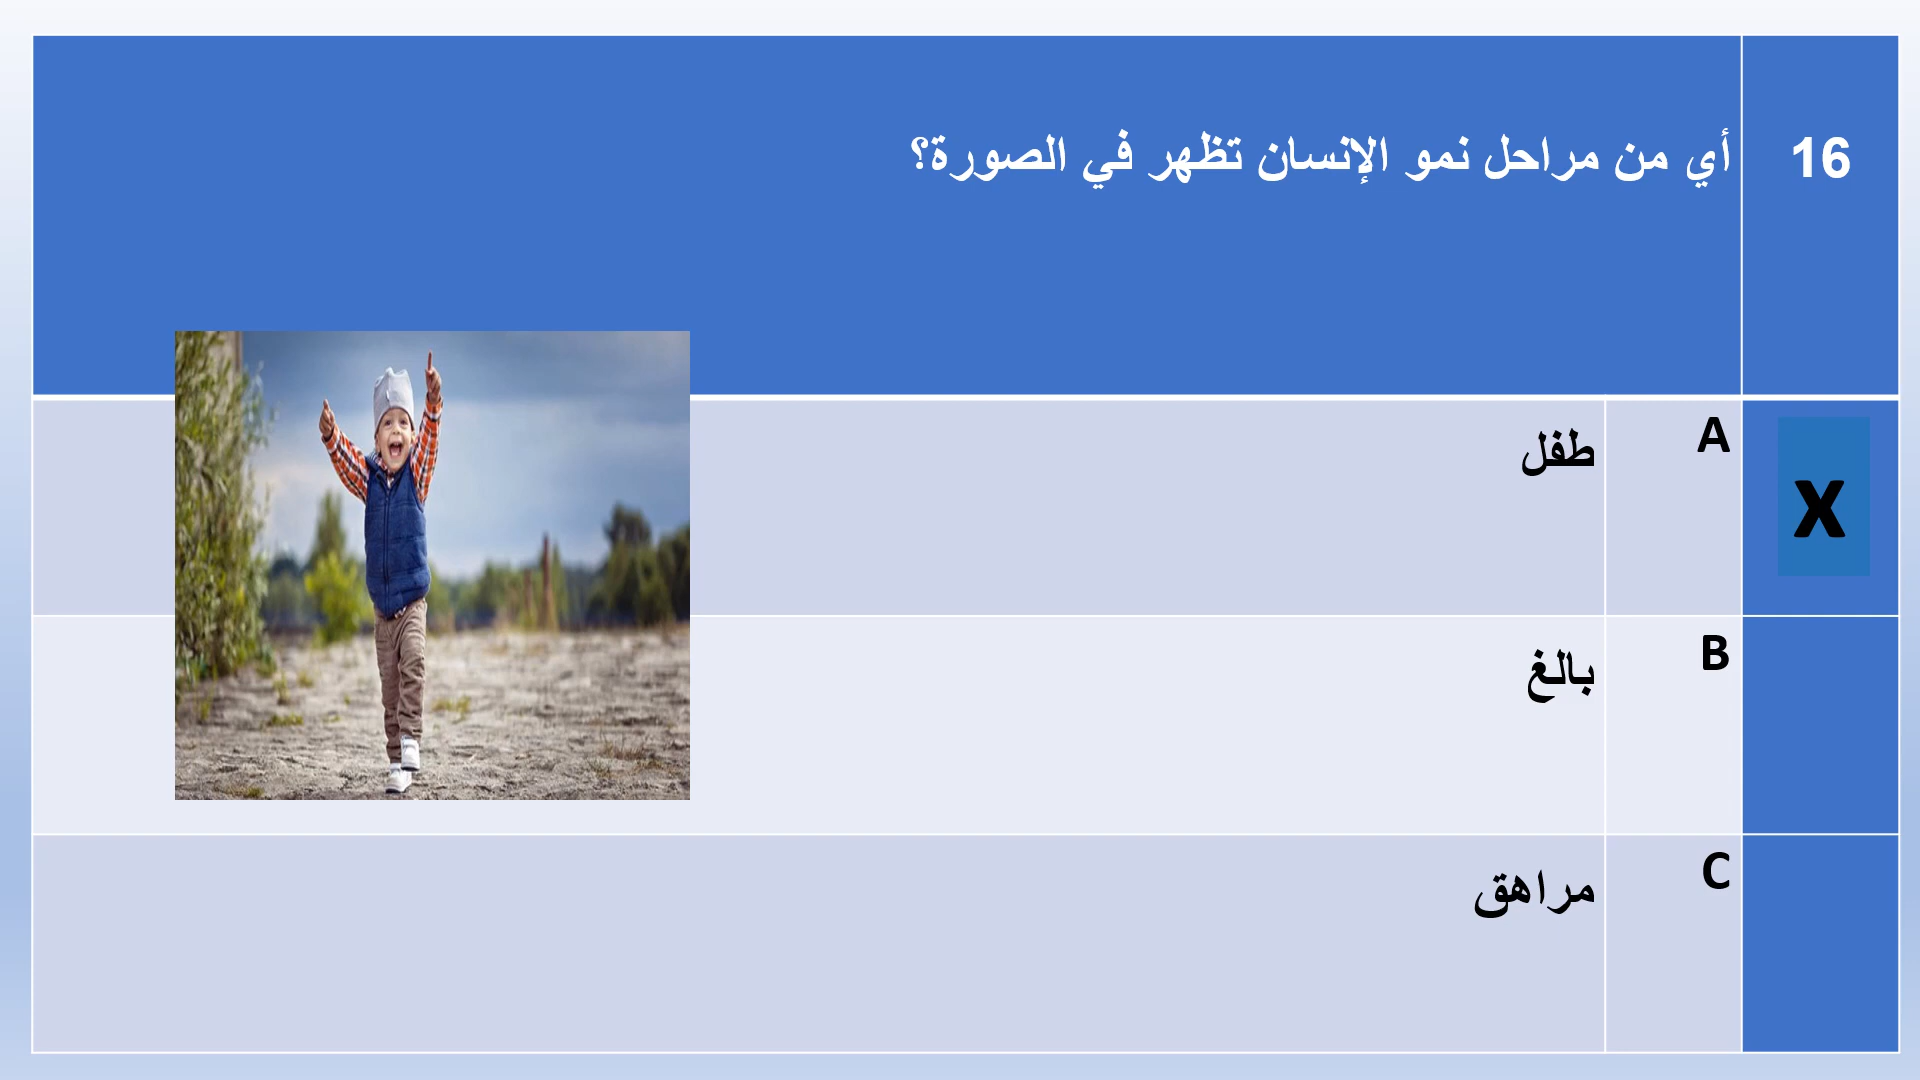 16
أي من مراحل نمو الإنسان تظهر في الصورة؟
X
A
طفل
B
بالغ
C
مراهق